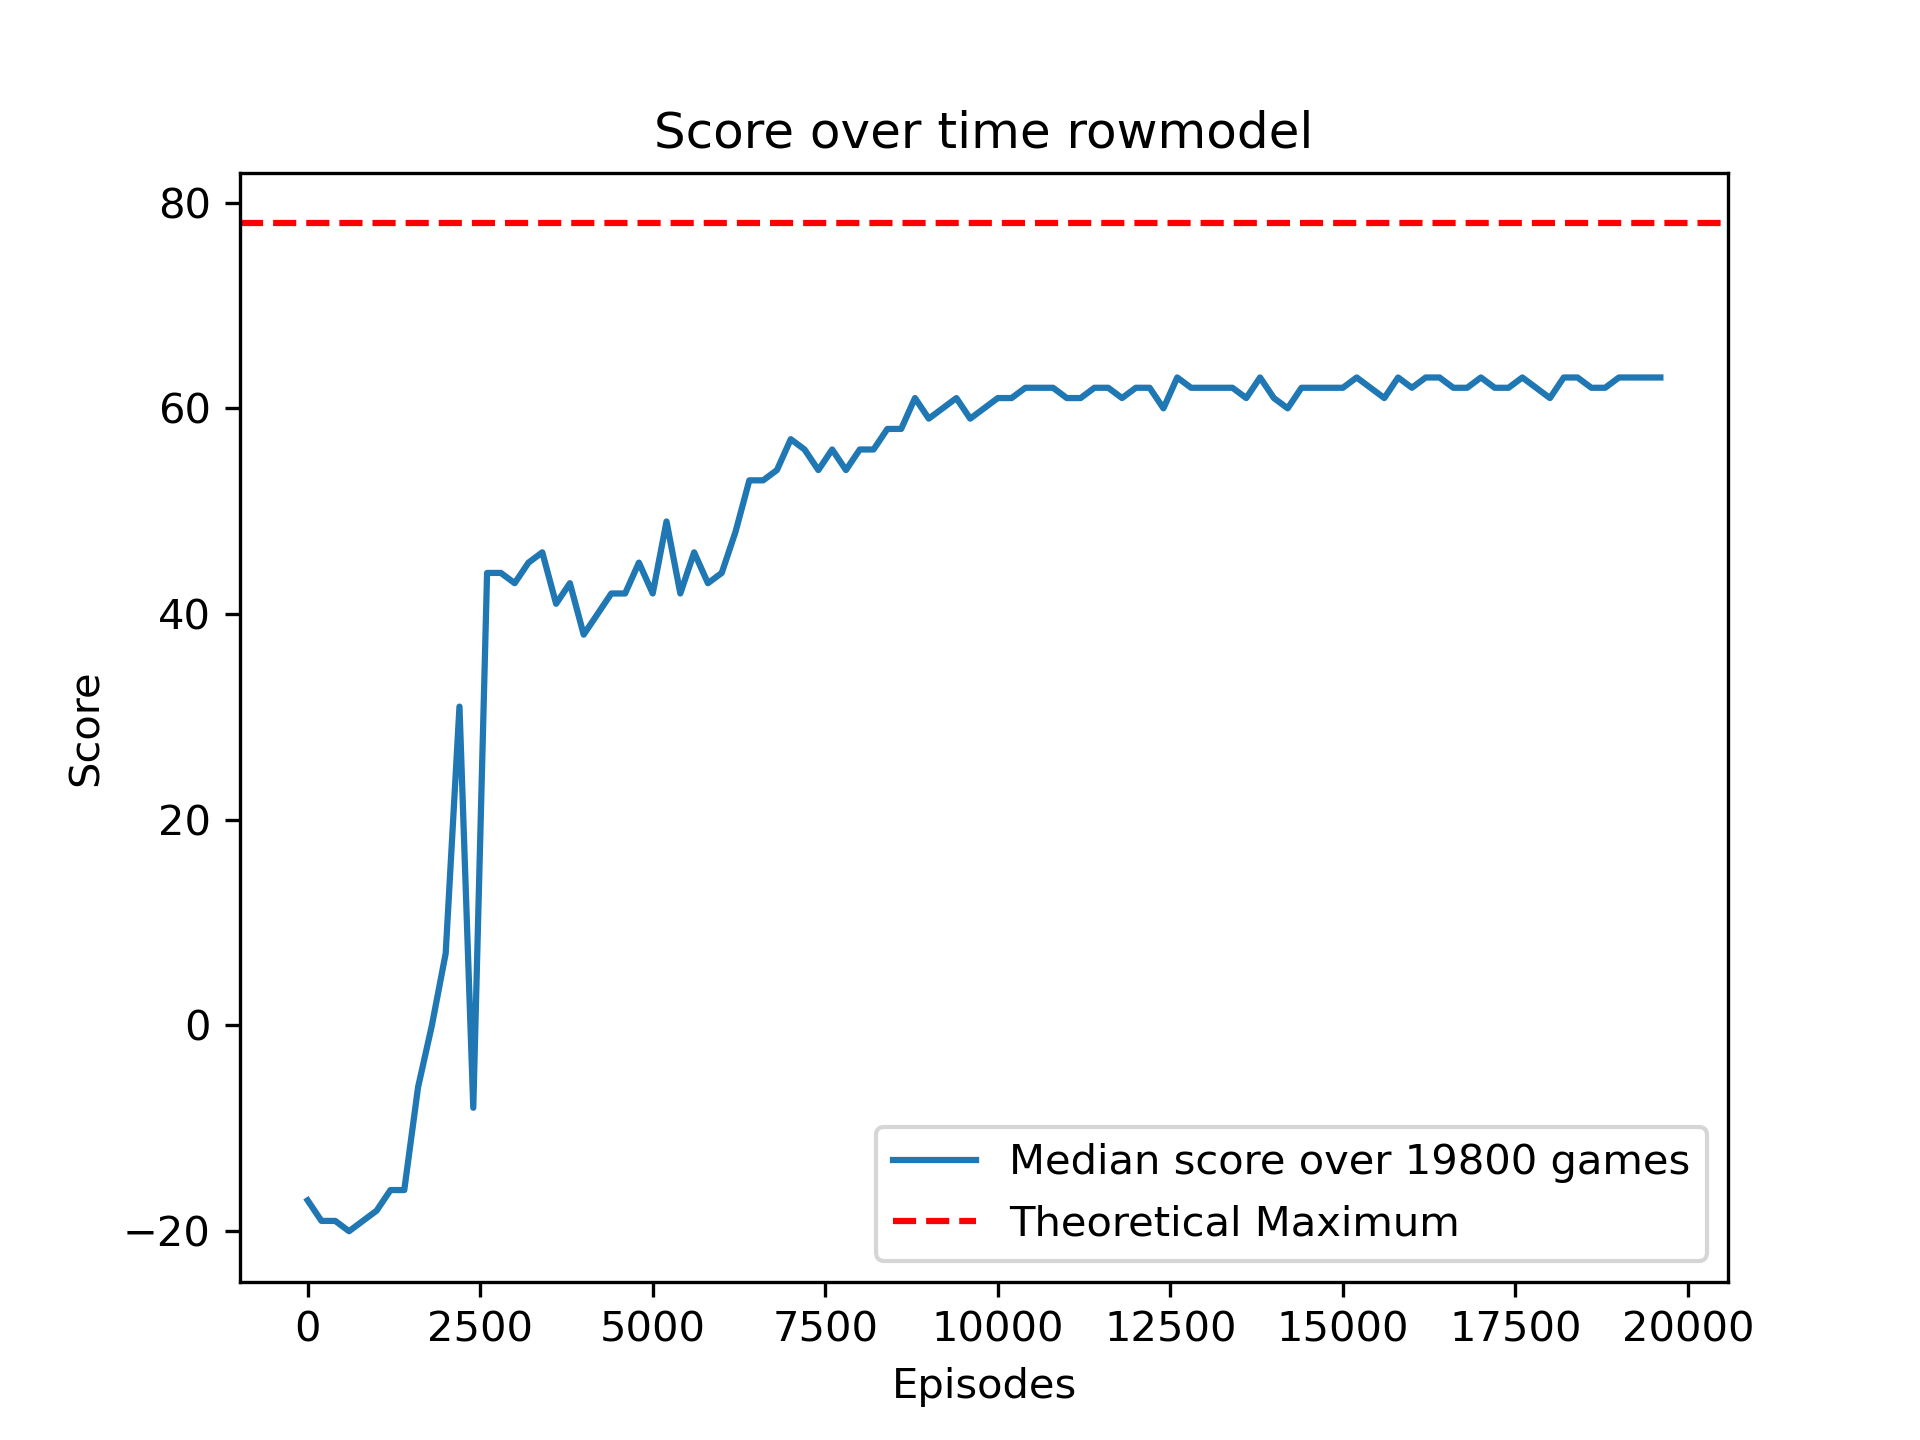 Score over time rowmodel
80
60
40
20
0
−20
Score
Median score over 19800 games
Theoretical Maximum
0 2500 5000 7500 10000 12500 15000 17500 20000
Episodes